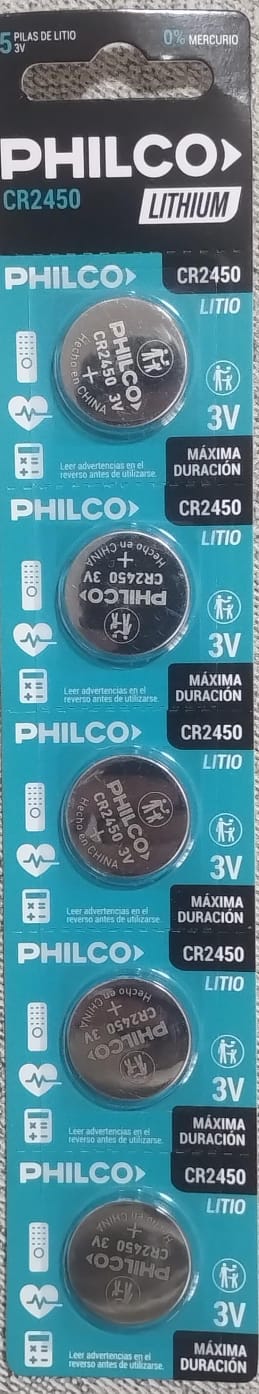 5 PILAS DE LITIO
3V
0% MERCURIO
PHILCO
CR2450
LITHIUM
PHILCO
CR2450
LITIO
PHILCO
CR2450 3V
+
Hecho en CHINA
3V
Leer advertencias en el
reverso antes de utilizarse.
MÁXIMA
DURACIÓN
PHILCO
CR2450
LITIO
PHILCO
CR2450 3V
+
Hecho en CHINA
3V
Leer advertencias en el
reverso antes de utilizarse.
MÁXIMA
DURACIÓN
PHILCO
CR2450
LITIO
PHILCO
CR2450 3V
+
Hecho en CHINA
3V
Leer advertencias en el
reverso antes de utilizarse.
MÁXIMA
DURACIÓN
PHILCO
CR2450
LITIO
PHILCO
CR2450 3V
+
Hecho en CHINA
3V
Leer advertencias en el
reverso antes de utilizarse.
MÁXIMA
DURACIÓN
PHILCO
CR2450
LITIO
PHILCO
CR2450 3V
+
Hecho en CHINA
3V
Leer advertencias en el
reverso antes de utilizarse.
MÁXIMA
DURACIÓN